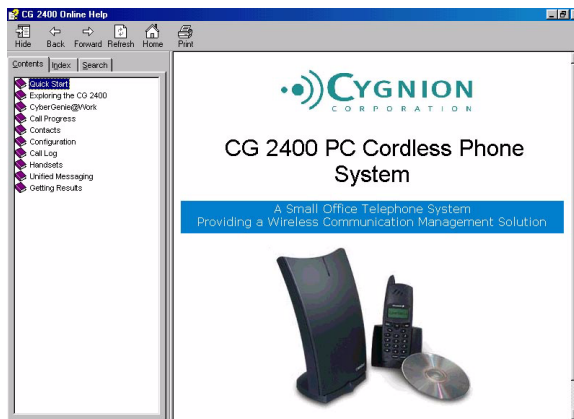 CG 2400 Online Help
Hide Back Forward Refresh Home Print
Contents Index Search
Quick Start
Exploring the CG 2400
CyberGenie@Work
Call Progress
Contacts
Configuration
Call Log
Handsets
Unified Messaging
Getting Results
CYGNION
CORPORATION
CG 2400 PC Cordless Phone
System
A Small Office Telephone System
Providing a Wireless Communication Management Solution